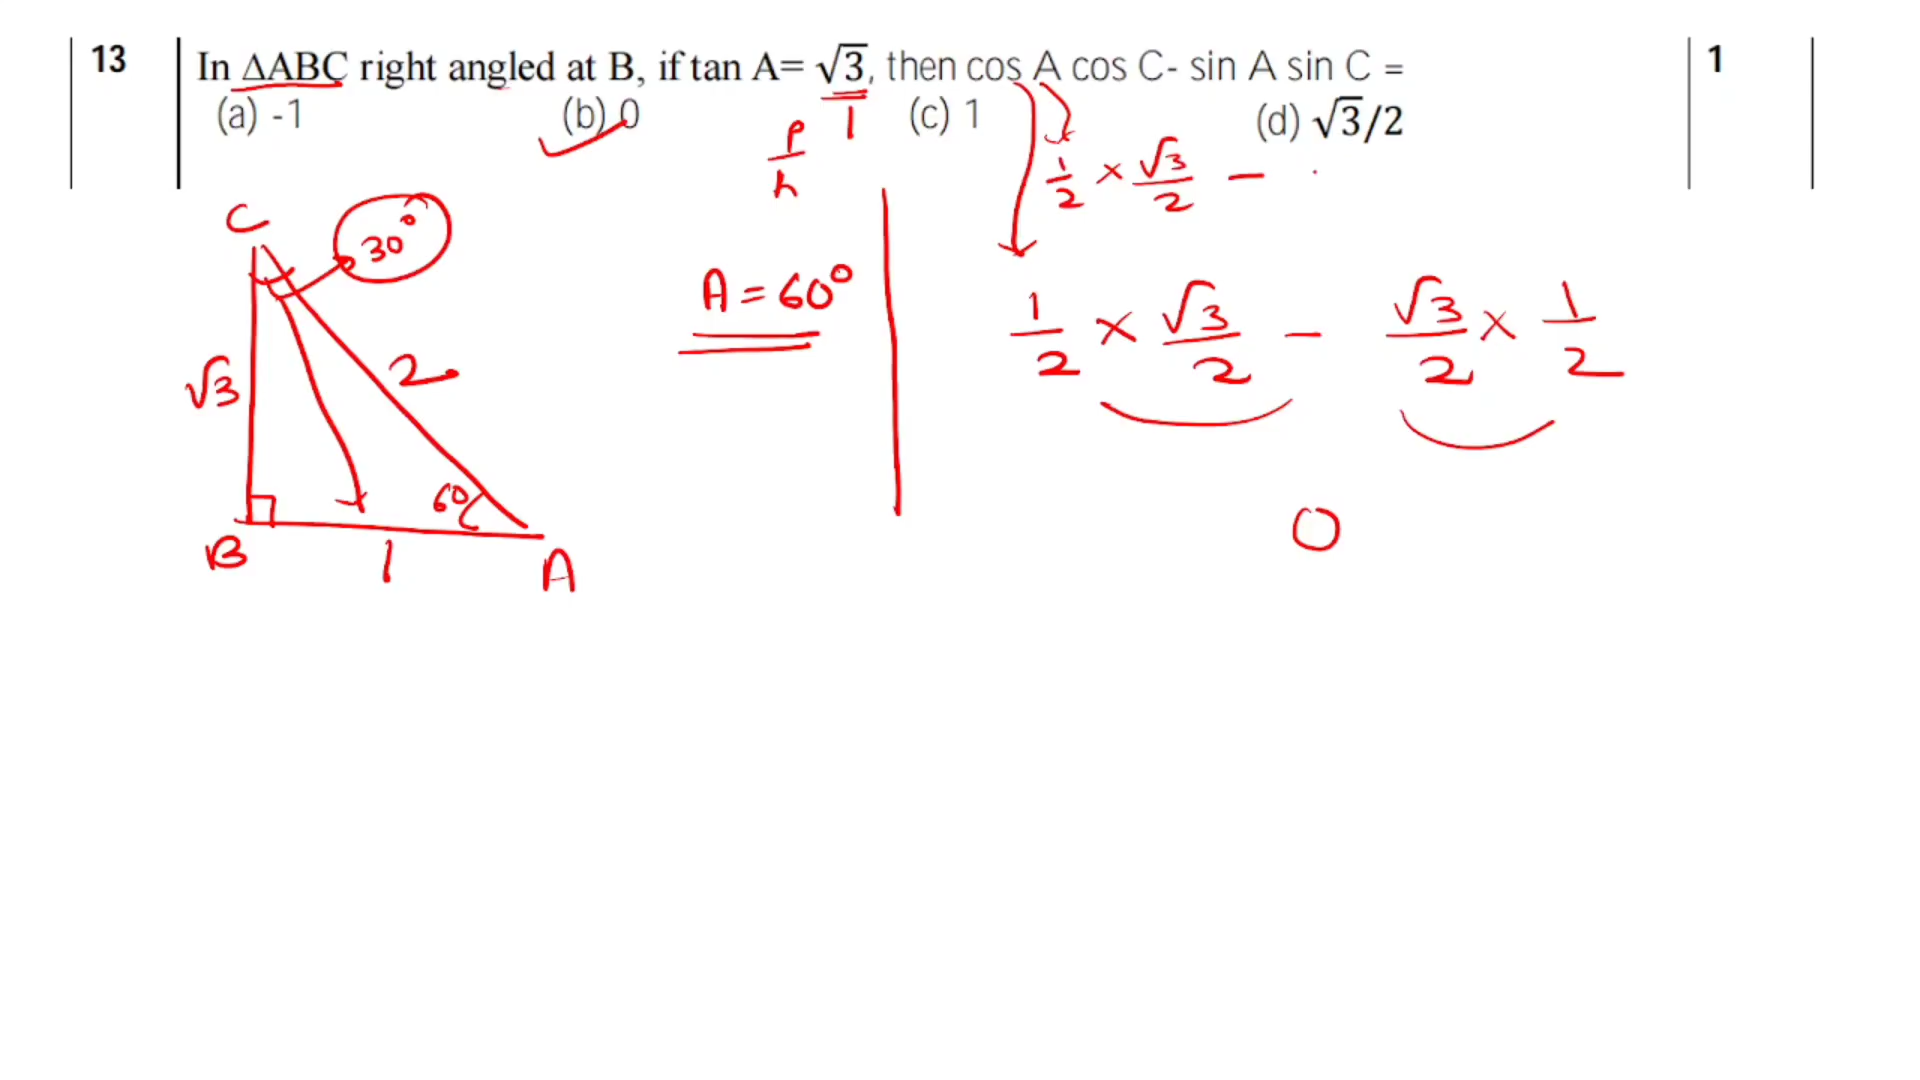 13 In ΔABC right angled at B, if tan A= √3, then cos A cos C- sin A sin C = 1
(a) -1 (b) 0 (c) 1 (d) √3/2
1
p/h
1/2 × √3/2 -
C
30°
A = 60°
1/2 × √3/2 - √3/2 × 1/2
√3
2
60
0
B
1
A